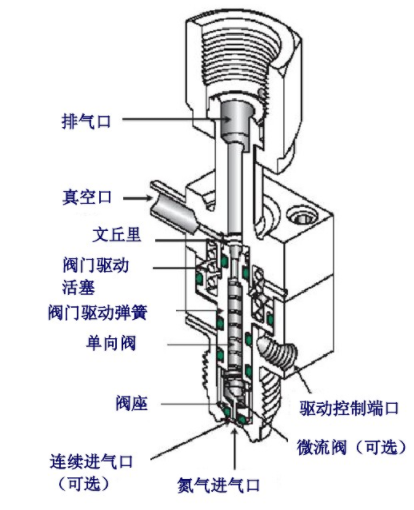 排气口
真空口
文丘里
阀门驱动
活塞
阀门驱动弹簧
单向阀
阀座
驱动控制端口
微流阀（可选）
连续进气口
（可选）
氮气进气口